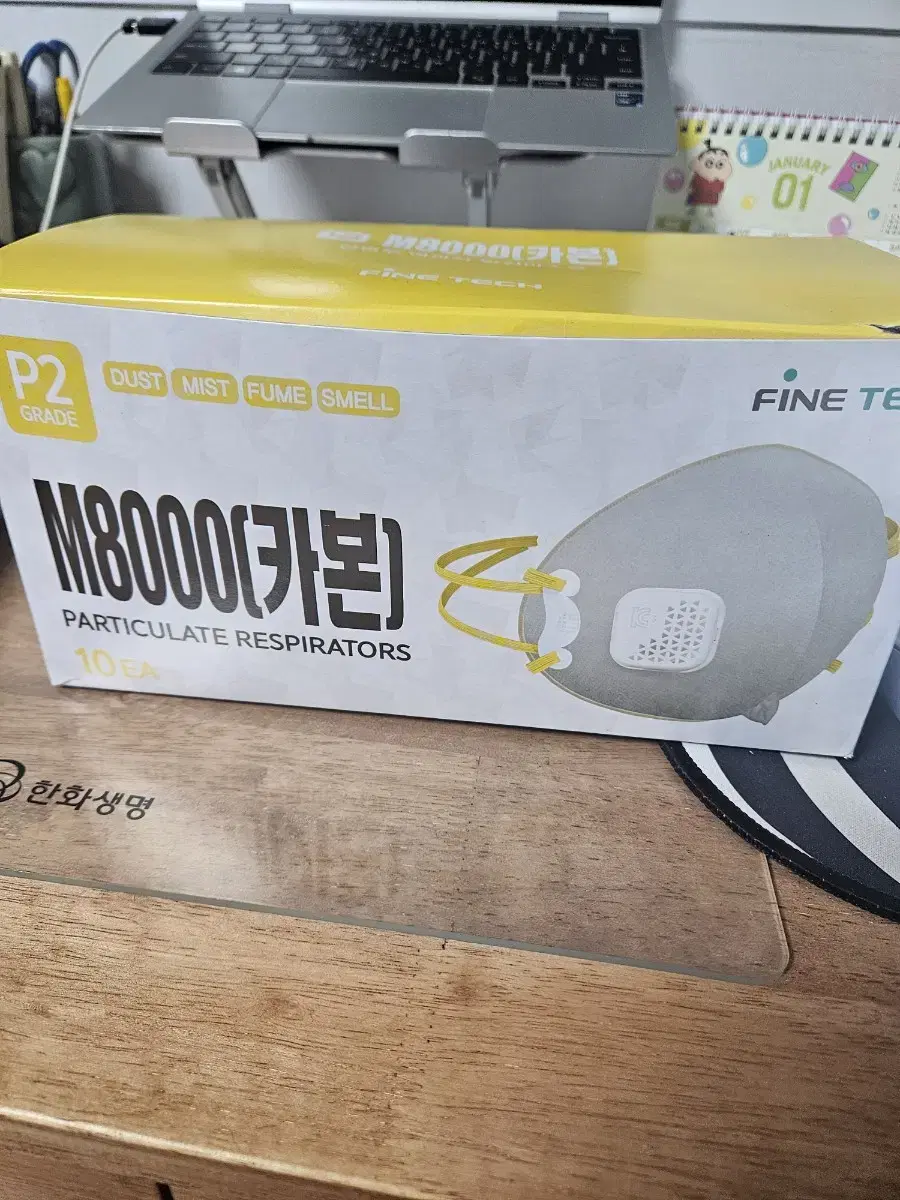 M8000(카본)
FINE TECH
P2
GRADE
DUST MIST FUME SMELL
FINE TE
M8000(카본)
PARTICULATE RESPIRATORS
10 EA
JANUARY
01
한화생명